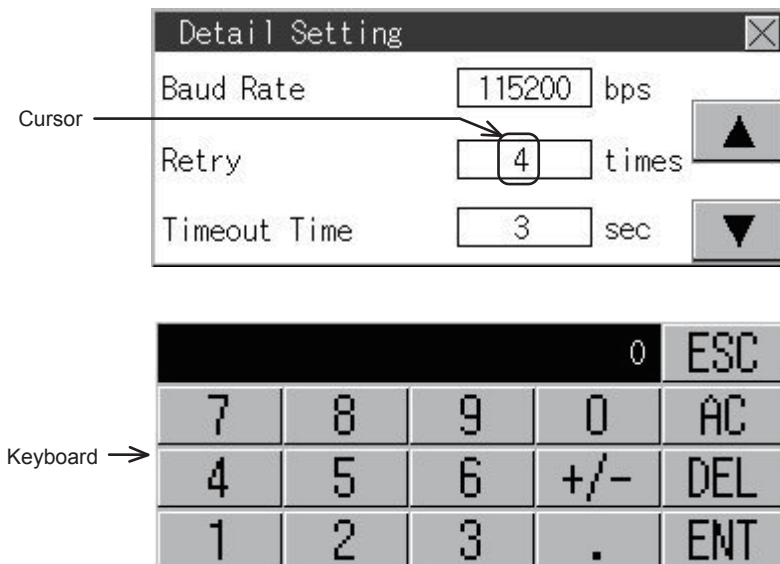 Detail Setting
Baud Rate 115200 bps
Cursor
Retry 4 times
Timeout Time 3 sec
0 ESC
7 8 9 0 AC
Keyboard
4 5 6 +/- DEL
1 2 3 . ENT